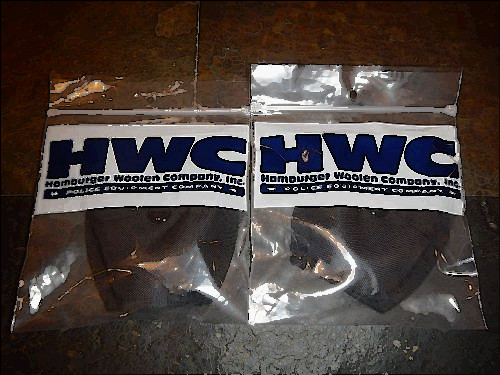 HWC
Hamburger Woolen Company, Inc.
★ POLICE EQUIPMENT COMPANY ★
HWC
Hamburger Woolen Company, Inc.
★ POLICE EQUIPMENT COMPANY ★